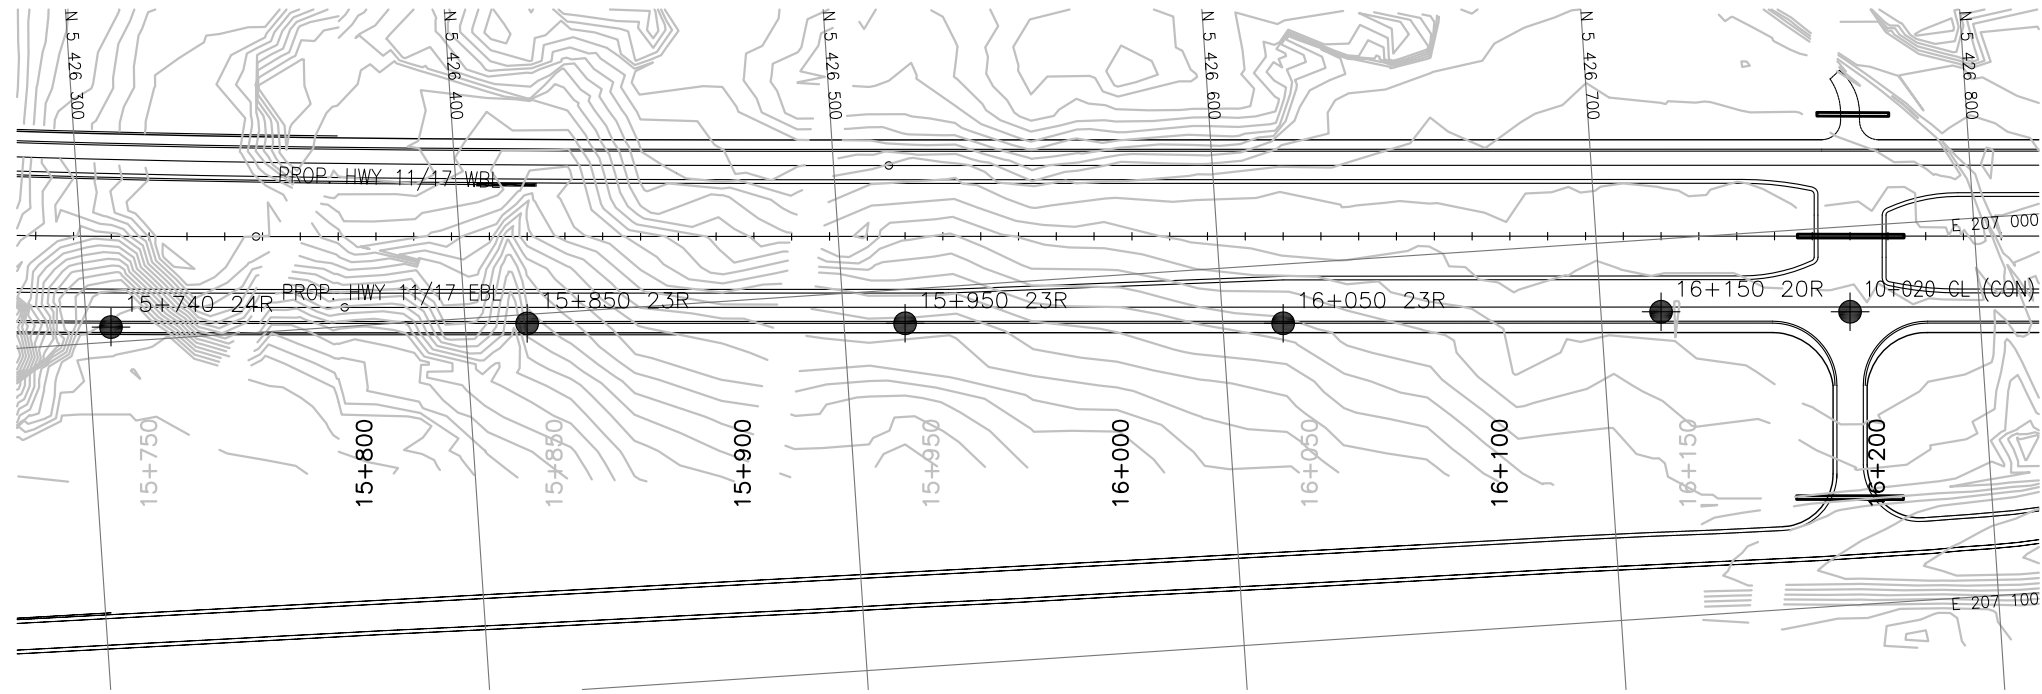 N 5 426 300
N 5 426 400
N 5 426 500
N 5 426 600
N 5 426 700
N 5 426 800
PROP. HWY 11/17 WBL
E 207 000
PROP. HWY 11/17 EBL
15+740 24R
15+850 23R
15+950 23R
16+050 23R
16+150 20R
10+020 CL (CON)
15+750
15+800
15+850
15+900
15+950
16+000
16+050
16+100
16+150
16+200
E 207 100